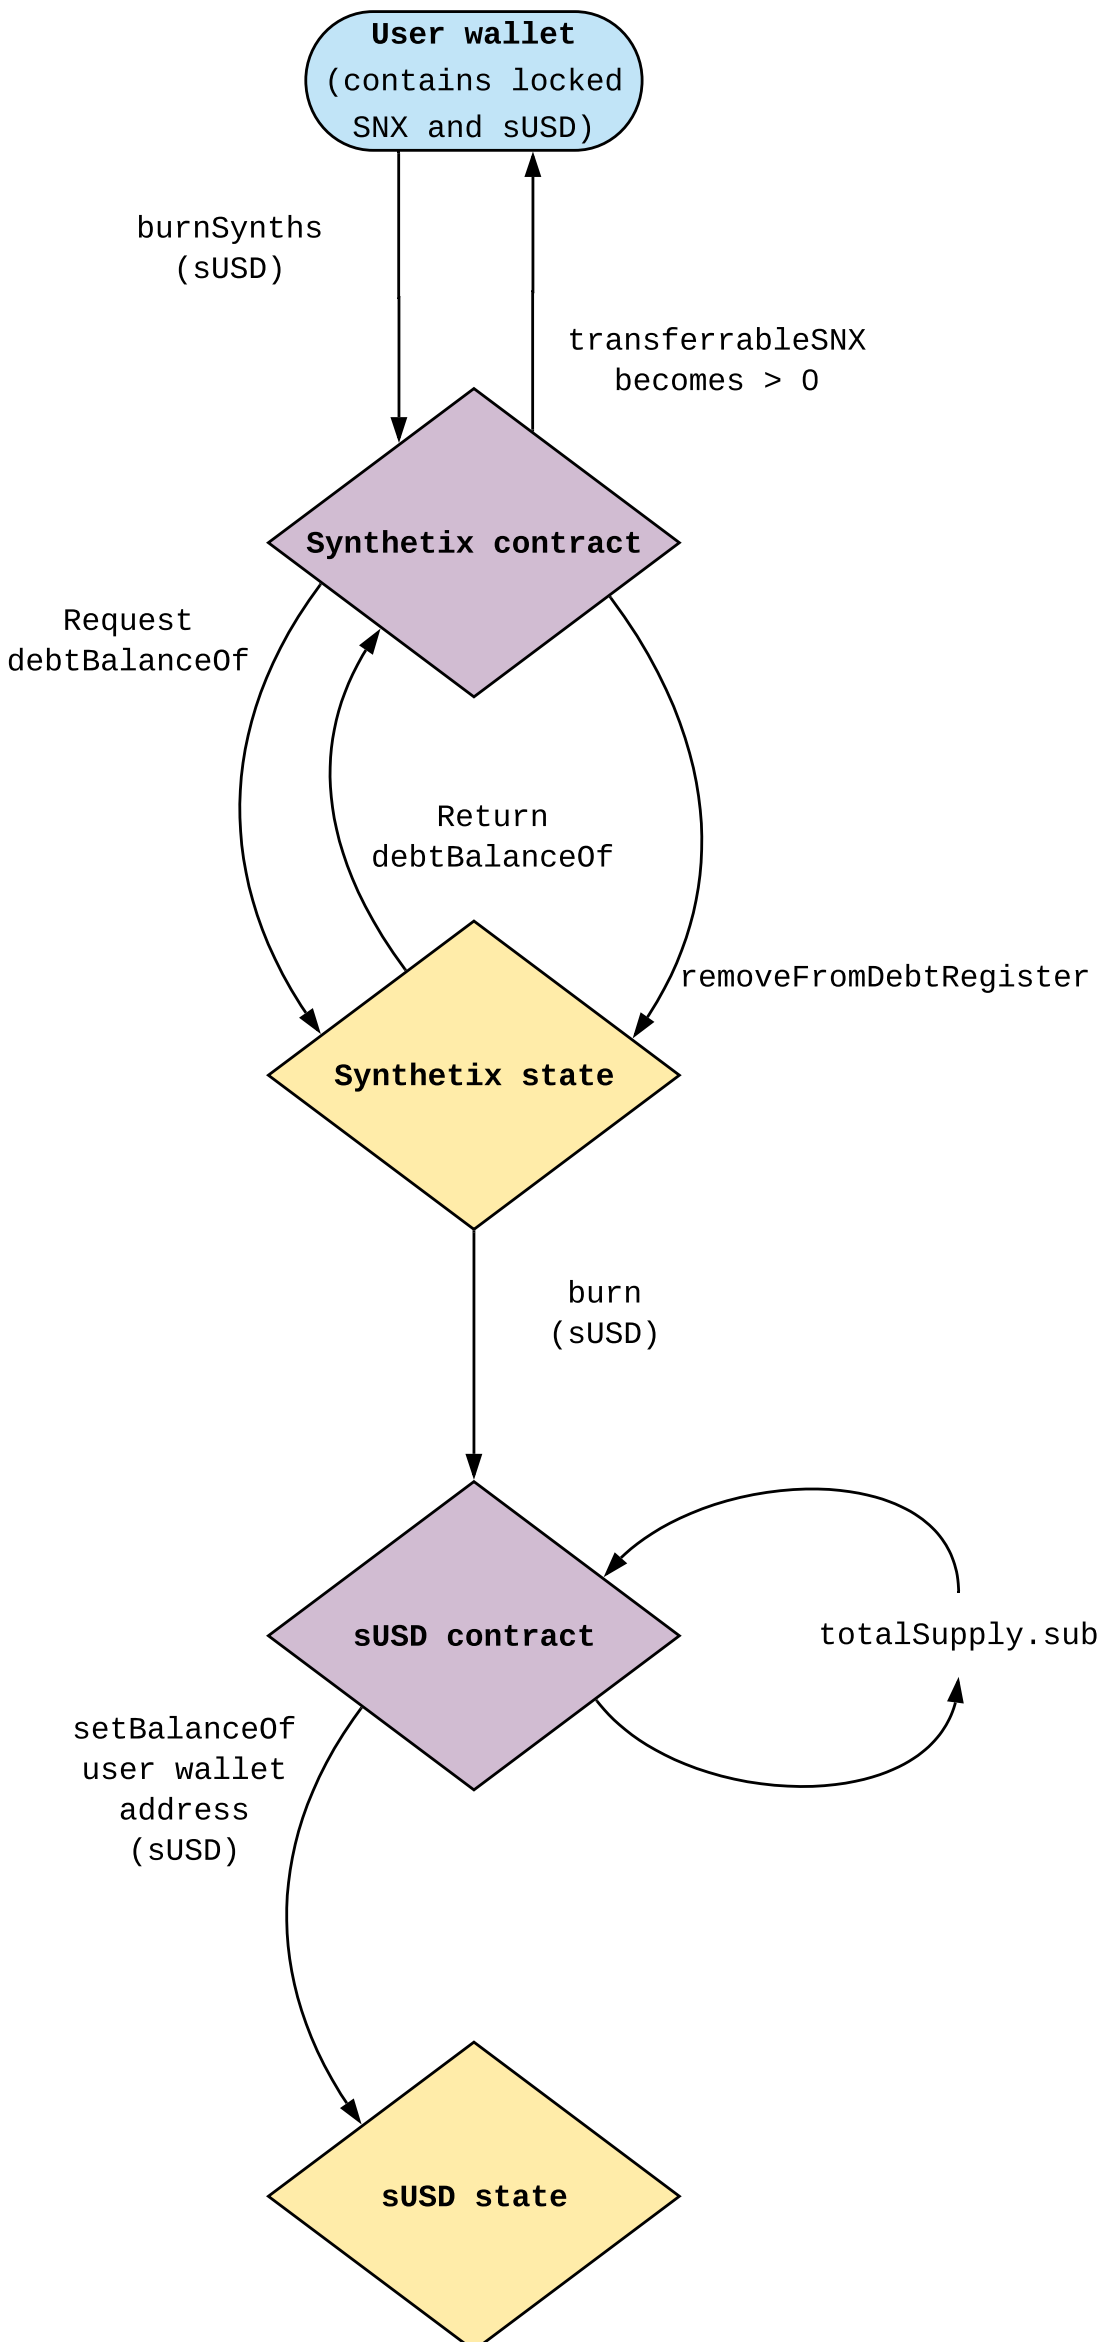 User wallet
(contains locked
SNX and sUSD)
burnSynths
(sUSD)
transferrableSNX
becomes > 0
Synthetix contract
Request
debtBalanceOf
Return
debtBalanceOf
removeFromDebtRegister
Synthetix state
burn
(sUSD)
sUSD contract
totalSupply.sub
setBalanceOf
user wallet
address
(sUSD)
sUSD state